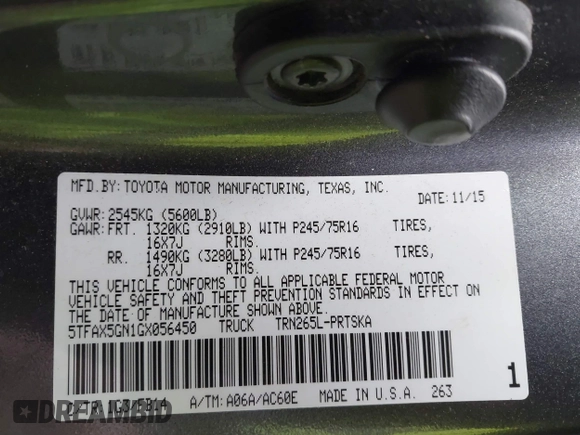 MFD.BY: TOYOTA MOTOR MANUFACTURING, TEXAS, INC.
DATE: 11/15
GVWR: 2545KG (5600LB)
GAWR: FRT. 1320KG (2910LB) WITH P245/75R16 TIRES,
16X7J RIMS.
RR. 1490KG (3280LB) WITH P245/75R16 TIRES,
16X7J RIMS.
THIS VEHICLE CONFORMS TO ALL APPLICABLE FEDERAL MOTOR
VEHICLE SAFETY AND THEFT PREVENTION STANDARDS IN EFFECT ON
THE DATE OF MANUFACTURE SHOWN ABOVE.
5TFAX5GN1GX056450 TRUCK TRN265L-PRTSKA
C/TR: 1G3/FB14
A/TM: A06A/AC60E MADE IN U.S.A. 263
1
DREAMBID